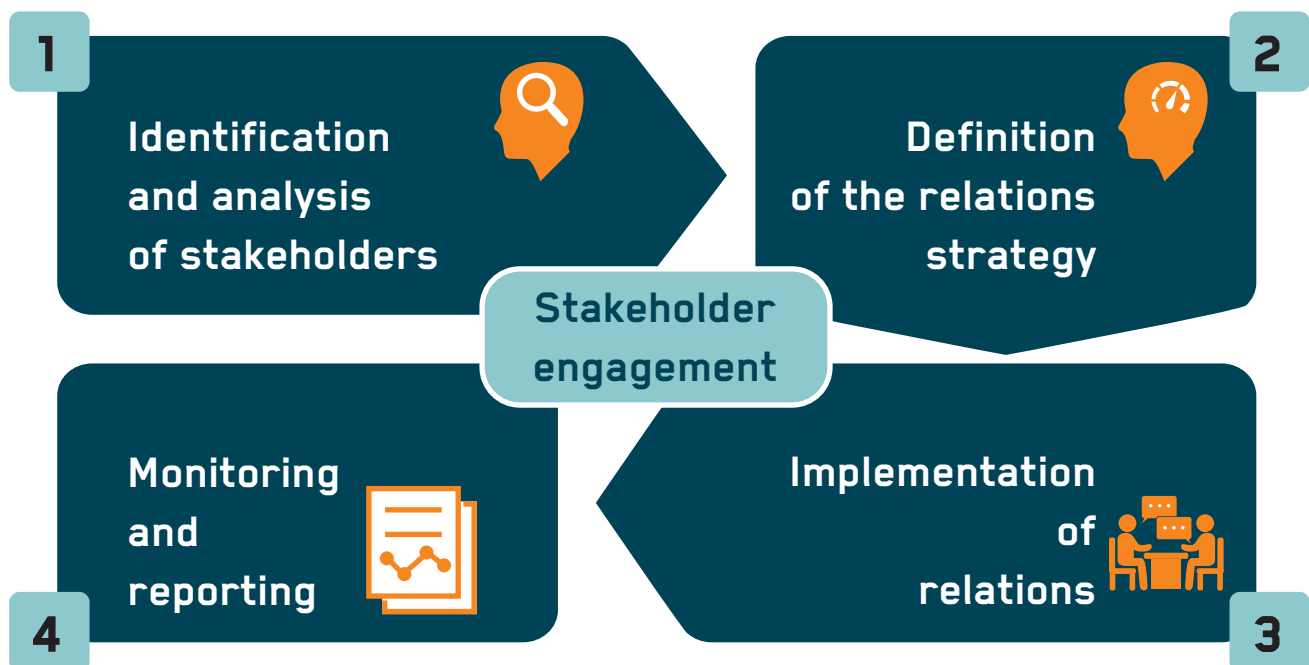 1
Identification
and analysis
of stakeholders
2
Definition
of the relations
strategy
Stakeholder
engagement
3
Implementation
of
relations
4
Monitoring
and
reporting